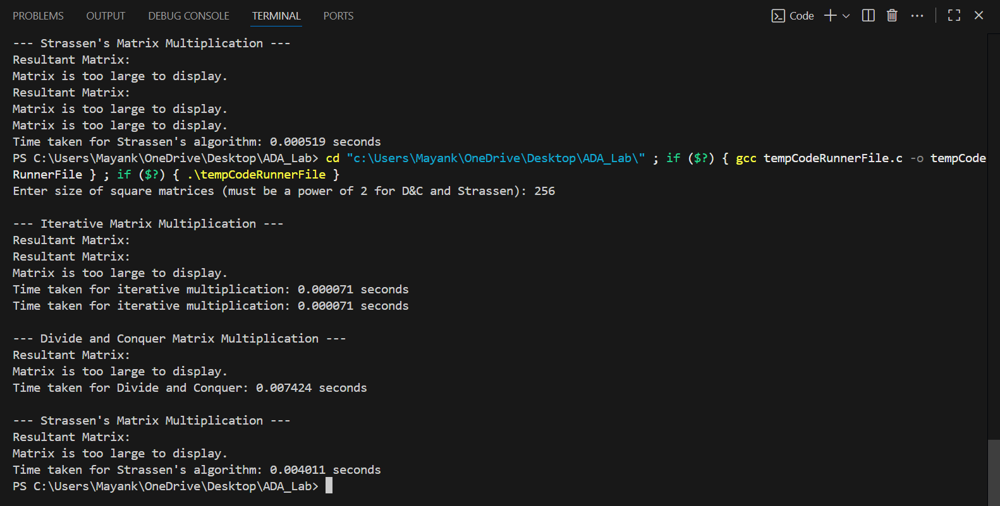 PROBLEMS OUTPUT DEBUG CONSOLE TERMINAL PORTS Code
--- Strassen's Matrix Multiplication ---
Resultant Matrix:
Matrix is too large to display.
Resultant Matrix:
Matrix is too large to display.
Matrix is too large to display.
Time taken for Strassen's algorithm: 0.000519 seconds
PS C:\Users\Mayank\OneDrive\Desktop\ADA_Lab> cd "c:\Users\Mayank\OneDrive\Desktop\ADA_Lab\" ; if ($?) { gcc tempCodeRunnerFile.c -o tempCode
RunnerFile } ; if ($?) { .\tempCodeRunnerFile }
Enter size of square matrices (must be a power of 2 for D&C and Strassen): 256
--- Iterative Matrix Multiplication ---
Resultant Matrix:
Resultant Matrix:
Matrix is too large to display.
Time taken for iterative multiplication: 0.000071 seconds
Time taken for iterative multiplication: 0.000071 seconds
--- Divide and Conquer Matrix Multiplication ---
Resultant Matrix:
Matrix is too large to display.
Time taken for Divide and Conquer: 0.007424 seconds
--- Strassen's Matrix Multiplication ---
Resultant Matrix:
Matrix is too large to display.
Time taken for Strassen's algorithm: 0.004011 seconds
PS C:\Users\Mayank\OneDrive\Desktop\ADA_Lab>